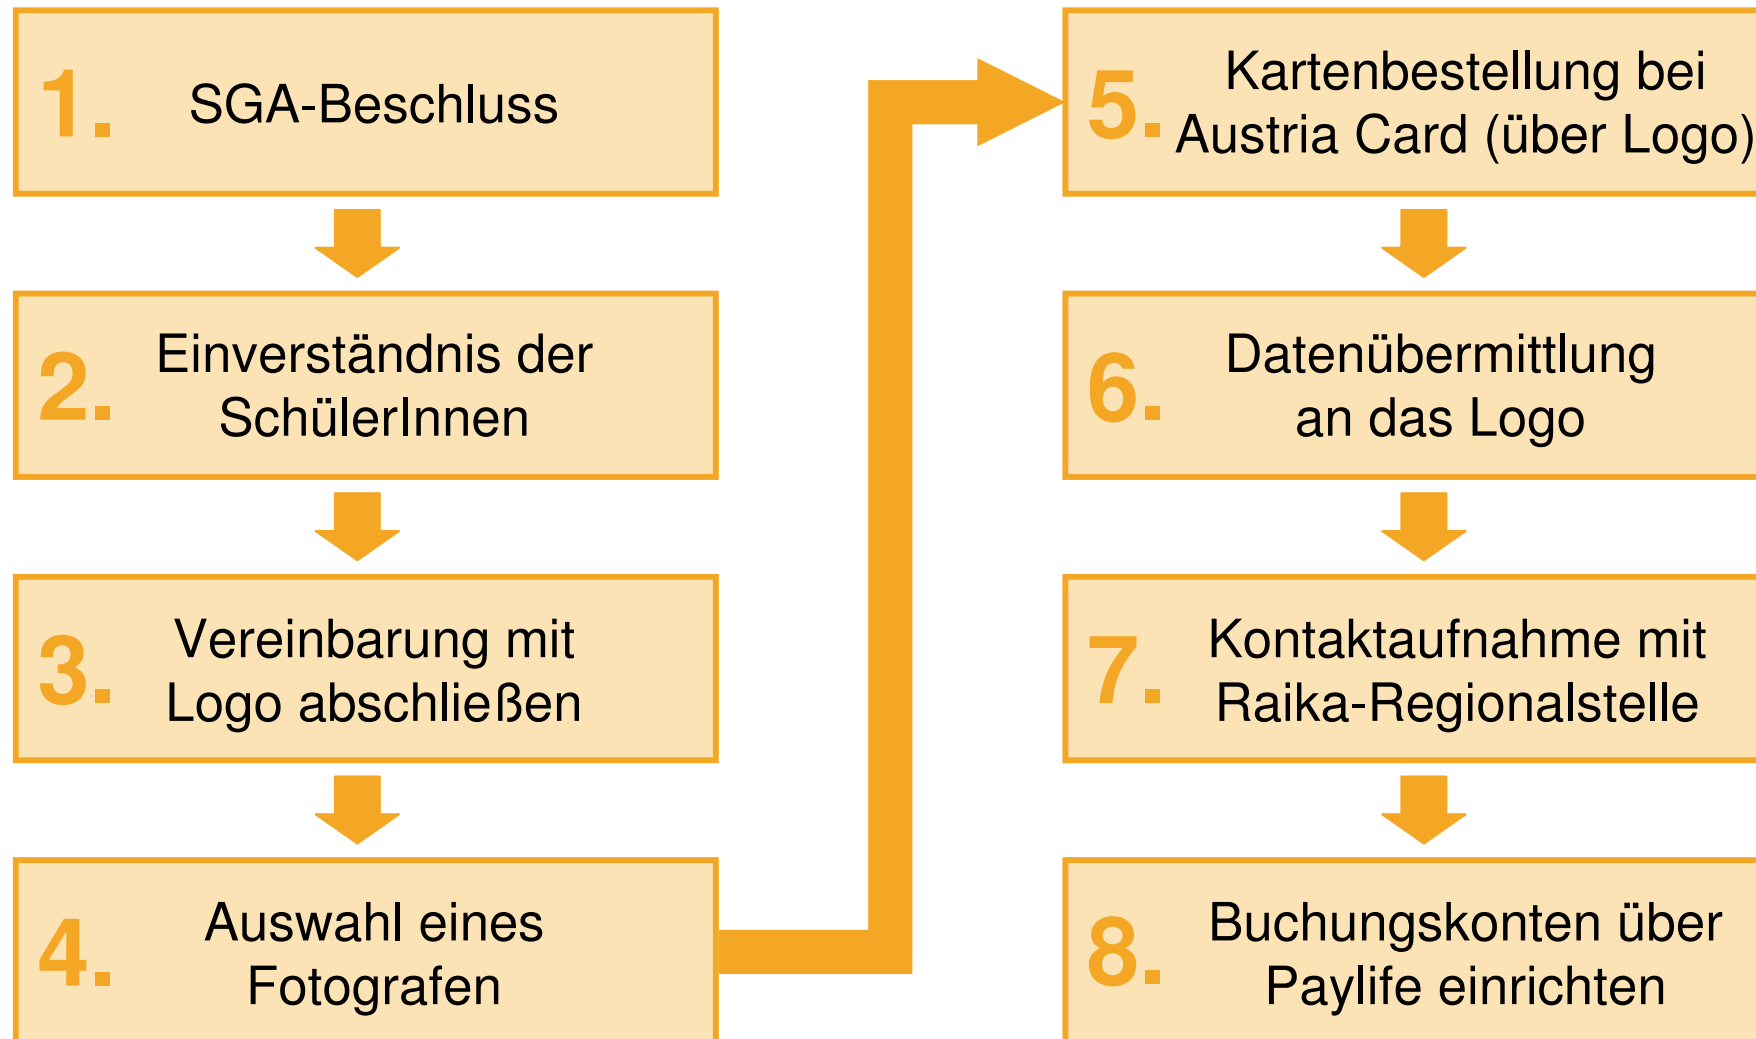 1. SGA-Beschluss
2. Einverständnis der
SchülerInnen
3. Vereinbarung mit
Logo abschließen
4. Auswahl eines
Fotografen
5. Kartenbestellung bei
Austria Card (über Logo)
6. Datenübermittlung
an das Logo
7. Kontaktaufnahme mit
Raika-Regionalstelle
8. Buchungskonten über
Paylife einrichten